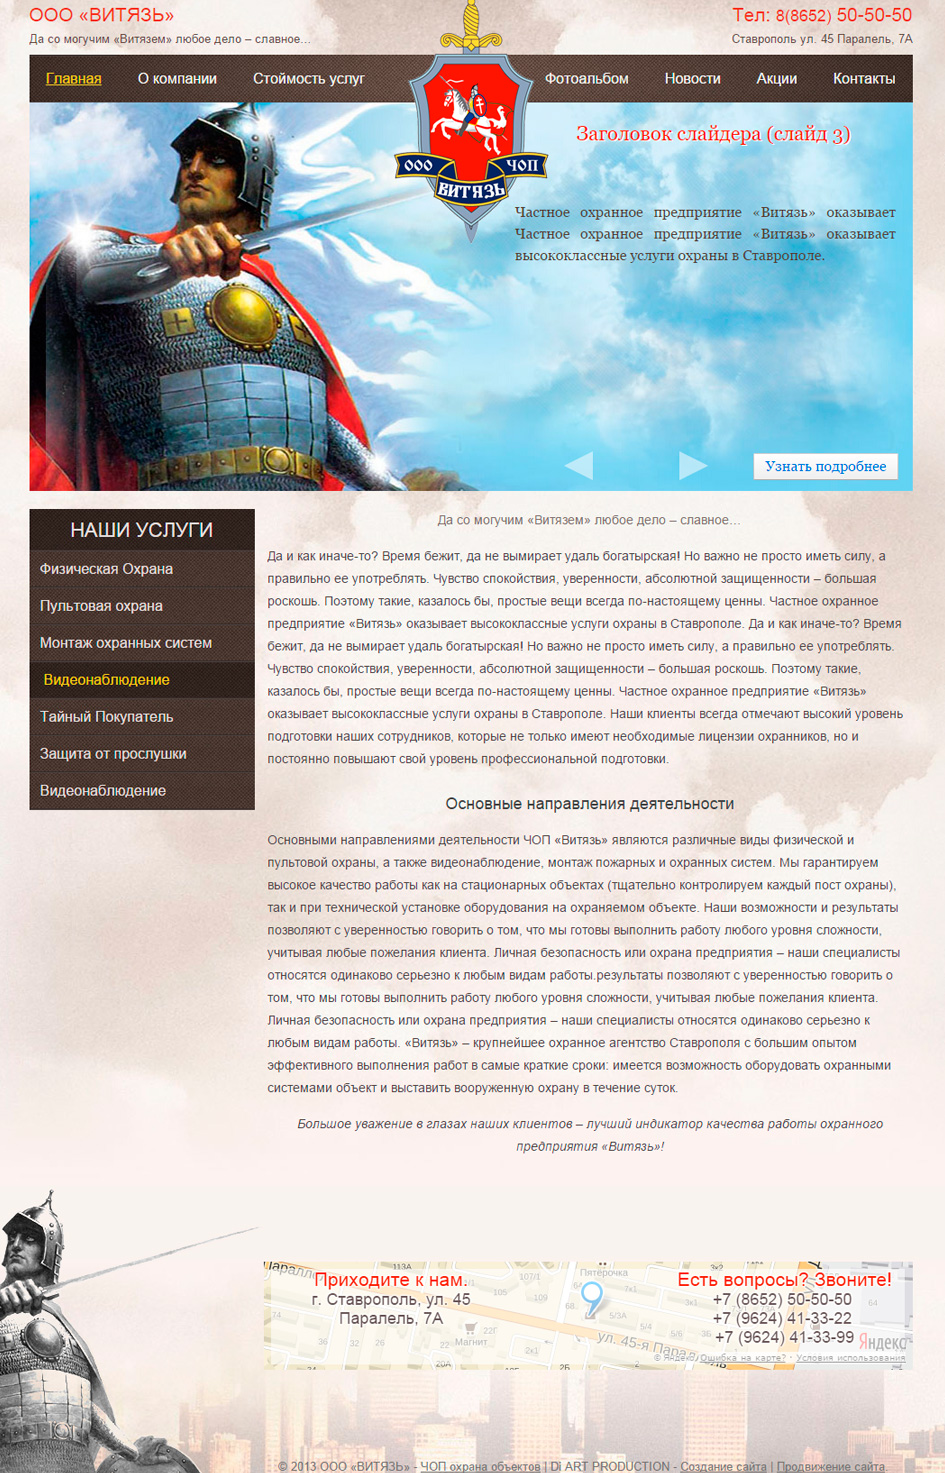 ООО «ВИТЯЗЬ»
Тел: 8(8652) 50-50-50
Да со могучим «Витязем» любое дело – славное...
Ставрополь ул. 45 Паралель, 7А
Главная О компании Стоимость услуг Фотоальбом Новости Акции Контакты
ООО ЧОП
ВИТЯЗЬ
Заголовок слайдера (слайд 3)
Частное охранное предприятие «Витязь» оказывает
Частное охранное предприятие «Витязь» оказывает
высококлассные услуги охраны в Ставрополе.
Узнать подробнее
НАШИ УСЛУГИ
Физическая Охрана
Пультовая охрана
Монтаж охранных систем
Видеонаблюдение
Тайный Покупатель
Защита от прослушки
Видеонаблюдение
Да со могучим «Витязем» любое дело – славное...
Да и как иначе-то? Время бежит, да не вымирает удаль богатырская! Но важно не просто иметь силу, а
правильно ее употреблять. Чувство спокойствия, уверенности, абсолютной защищенности – большая
роскошь. Поэтому такие, казалось бы, простые вещи всегда по-настоящему ценны. Частное охранное
предприятие «Витязь» оказывает высококлассные услуги охраны в Ставрополе. Да и как иначе-то? Время
бежит, да не вымирает удаль богатырская! Но важно не просто иметь силу, а правильно ее употреблять.
Чувство спокойствия, уверенности, абсолютной защищенности – большая роскошь. Поэтому такие,
казалось бы, простые вещи всегда по-настоящему ценны. Частное охранное предприятие «Витязь»
оказывает высококлассные услуги охраны в Ставрополе. Наши клиенты всегда отмечают высокий уровень
подготовки наших сотрудников, которые не только имеют необходимые лицензии охранников, но и
постоянно повышают свой уровень профессиональной подготовки.
Основные направления деятельности
Основными направлениями деятельности ЧОП «Витязь» являются различные виды физической и
пультовой охраны, а также видеонаблюдение, монтаж пожарных и охранных систем. Мы гарантируем
высокое качество работы как на стационарных объектах (тщательно контролируем каждый пост охраны),
так и при технической установке оборудования на охраняемом объекте. Наши возможности и результаты
позволяют с уверенностью говорить о том, что мы готовы выполнить работу любого уровня сложности,
учитывая любые пожелания клиента. Личная безопасность или охрана предприятия – наши специалисты
относятся одинаково серьезно к любым видам работы.результаты позволяют с уверенностью говорить о
том, что мы готовы выполнить работу любого уровня сложности, учитывая любые пожелания клиента.
Личная безопасность или охрана предприятия – наши специалисты относятся одинаково серьезно к
любым видам работы. «Витязь» – крупнейшее охранное агентство Ставрополя с большим опытом
эффективного выполнения работ в самые краткие сроки: имеется возможность оборудовать охранными
системами объект и выставить вооруженную охрану в течение суток.
Большое уважение в глазах наших клиентов – лучший индикатор качества работы охранного
предприятия «Витязь»!
Приходите к нам.
г. Ставрополь, ул. 45
Паралель, 7А
113А
107/1
Пятёрочка
5/3А
Магнит
22Г
36
32
ул. 45-я Парал
3к2
64
Есть вопросы? Звоните!
+7 (8652) 50-50-50
+7 (9624) 41-33-22
+7 (9624) 41-33-99
Яндекс
© Яндекс Ошибка на карте? · Условия использования
© 2013 ООО «ВИТЯЗЬ» - ЧОП охрана объектов | Di ART PRODUCTION - Создание сайта | Продвижение сайта.